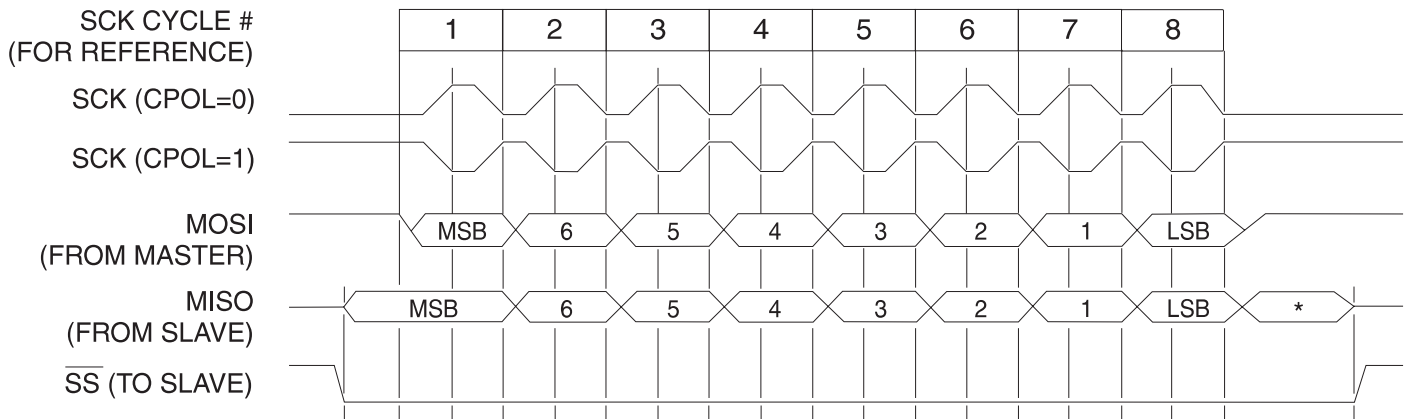 SCK CYCLE #
(FOR REFERENCE)
1 2 3 4 5 6 7 8
SCK (CPOL=0)
SCK (CPOL=1)
MOSI
(FROM MASTER)
MSB 6 5 4 3 2 1 LSB
MISO
(FROM SLAVE)
MSB 6 5 4 3 2 1 LSB *
SS (TO SLAVE)